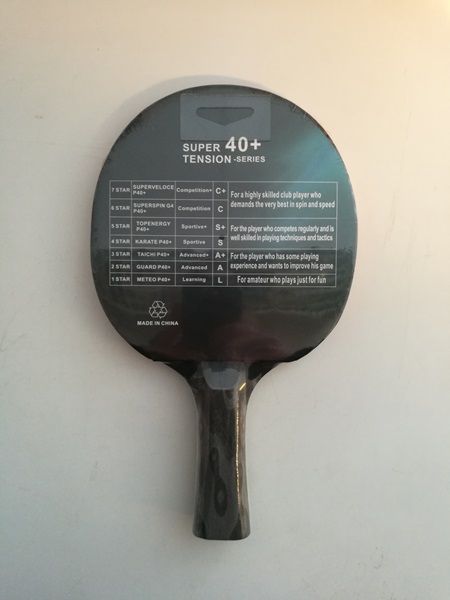 SUPER 40+
TENSION -SERIES
7 STAR SUPERVELOCE P40+ Competition+ C+
6 STAR SUPERSPIN G4 P40+ Competition C
For a highly skilled club player who
demands the very best in spin and speed
5 STAR TOPENERGY P40+ Sportive+ S+
4 STAR KARATE P40+ Sportive S
For the player who competes regularly and is
well skilled in playing techniques and tactics
3 STAR TAICHI P40+ Advanced+ A+
2 STAR GUARD P40+ Advanced A
For the player who has some playing
experience and wants to improve his game
1 STAR METEO P40+ Learning L For amateur who plays just for fun
MADE IN CHINA